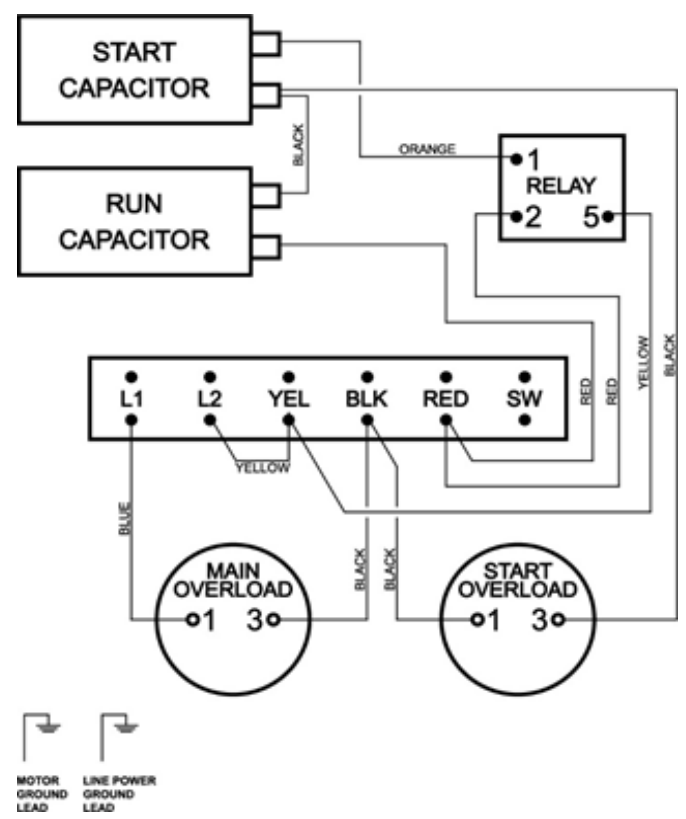 START
CAPACITOR
BLACK
ORANGE
1
RELAY
2 5
RUN
CAPACITOR
YELLOW
BLACK
RED
RED
L1 L2 YEL BLK RED SW
YELLOW
BLUE
BLACK
BLACK
MAIN
OVERLOAD
1 3
START
OVERLOAD
1 3
MOTOR
GROUND
LEAD
LINE POWER
GROUND
LEAD